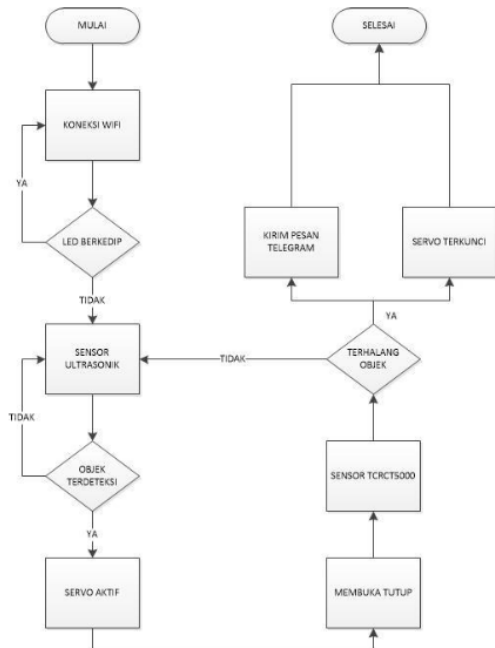 MULAI
KONEKSI WIFI
YA
LED BERKEDIP
TIDAK
SENSOR
ULTRASONIK
TIDAK
OBJEK
TERDETEKSI
YA
SERVO AKTIF
MEMBUKA TUTUP
SENSOR TCRCT5000
TERHALANG
OBJEK
TIDAK
YA
KIRIM PESAN
TELEGRAM
SERVO TERKUNCI
SELESAI